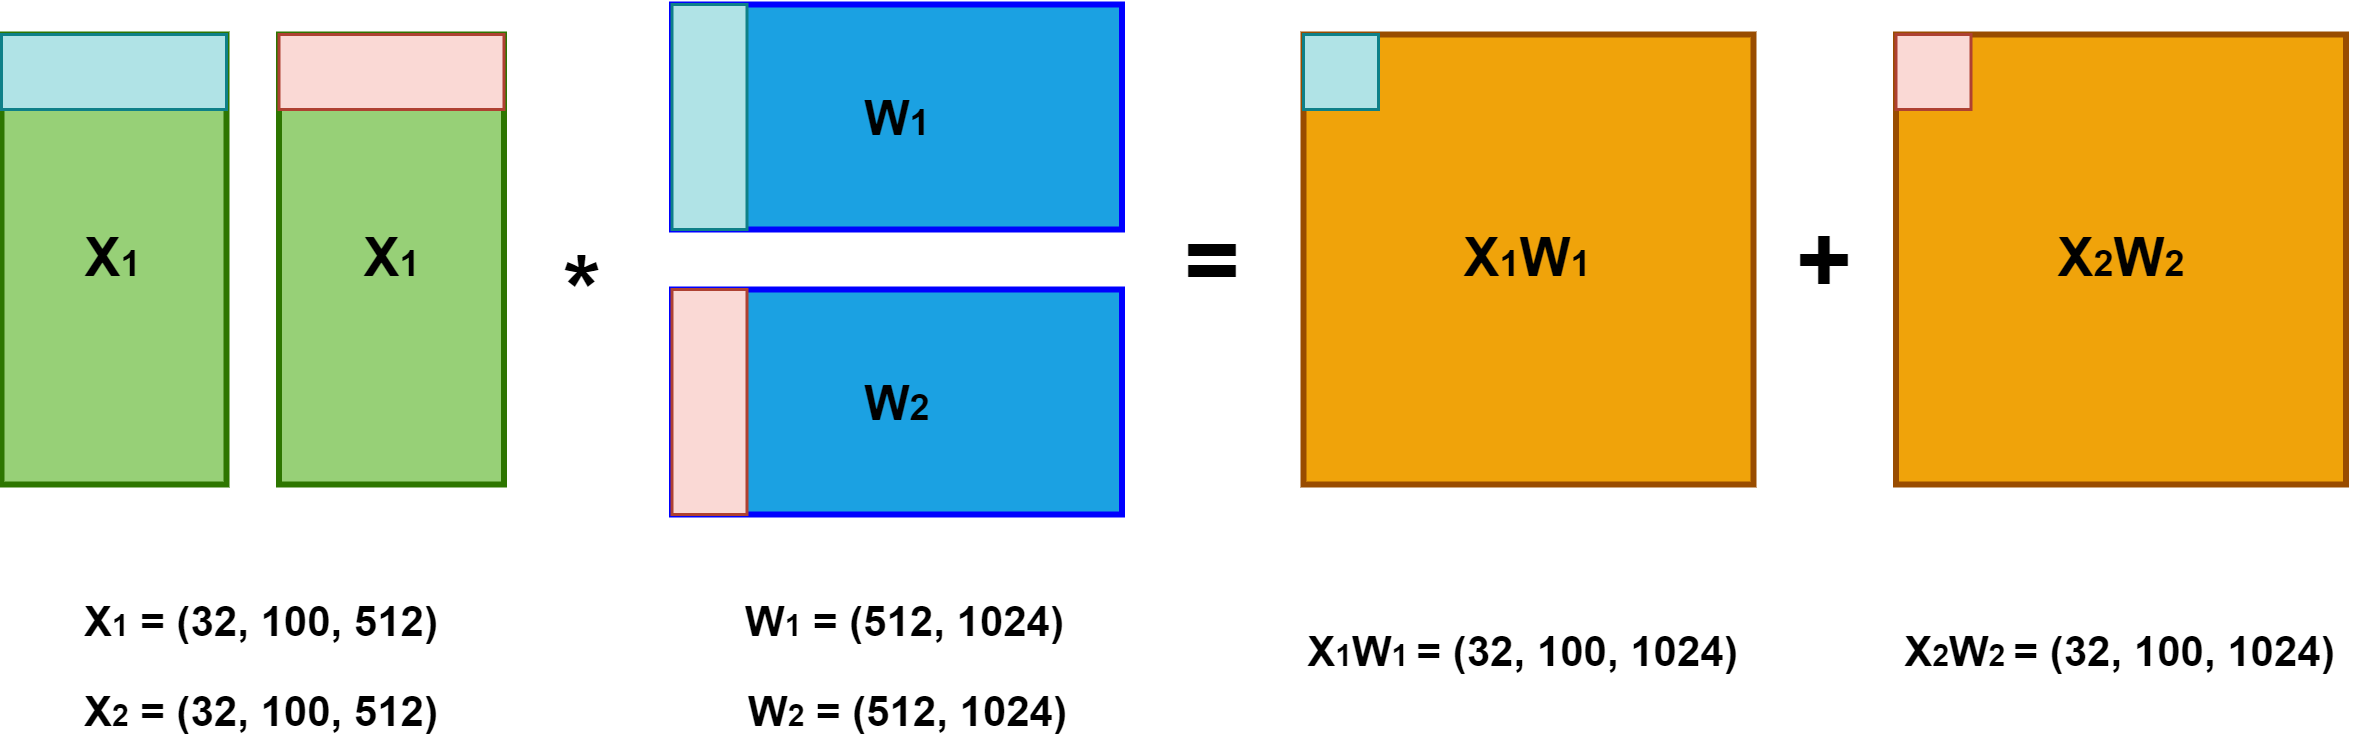 X1 X1 * W1 = X1W1 + X2W2
W2
X1 = (32, 100, 512) W1 = (512, 1024) X1W1 = (32, 100, 1024) X2W2 = (32, 100, 1024)
X2 = (32, 100, 512) W2 = (512, 1024)